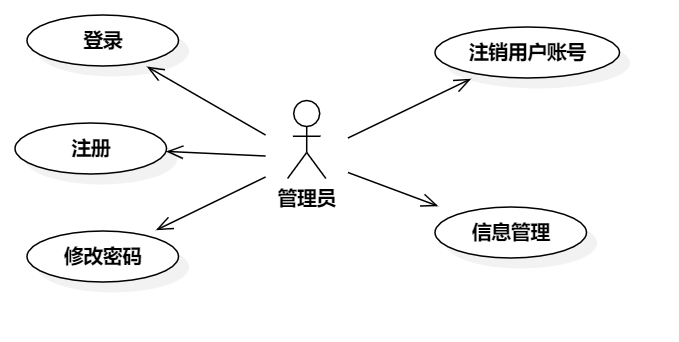 登录
注销用户账号
注册
管理员
信息管理
修改密码